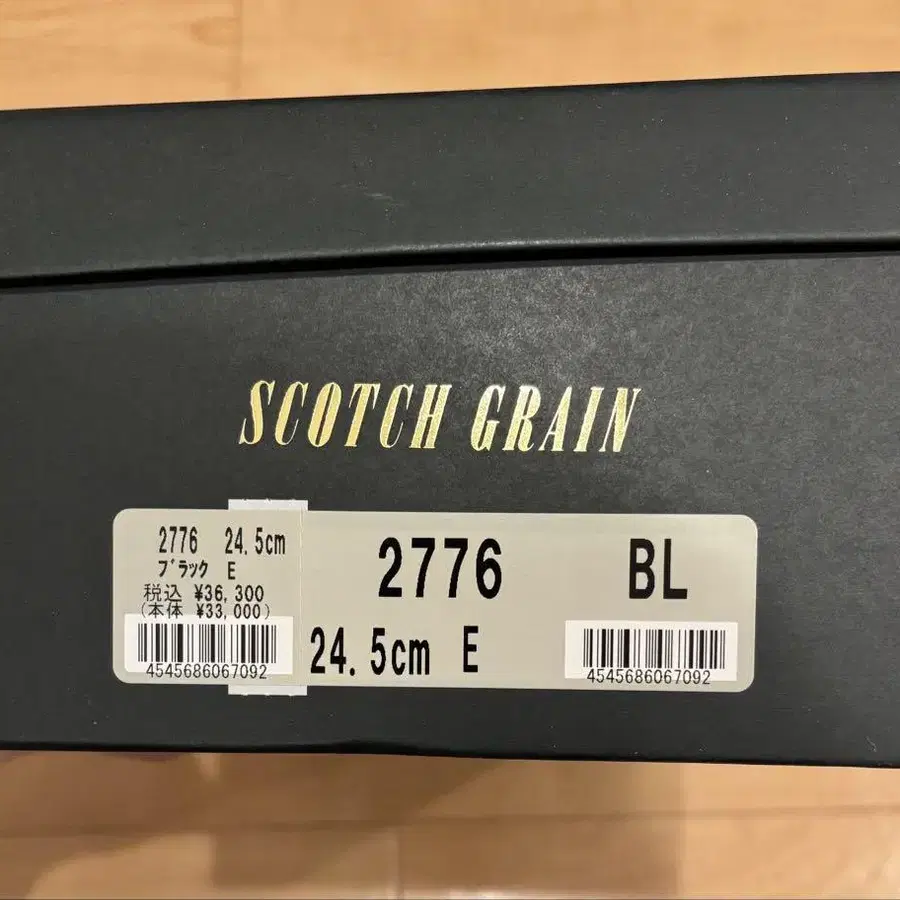 SCOTCH GRAIN
2776 24.5cm
ブラック E
税込 ¥36,300
(本体 ¥33,000)
4545686067092
2776 BL
24.5cm E
4545686067092